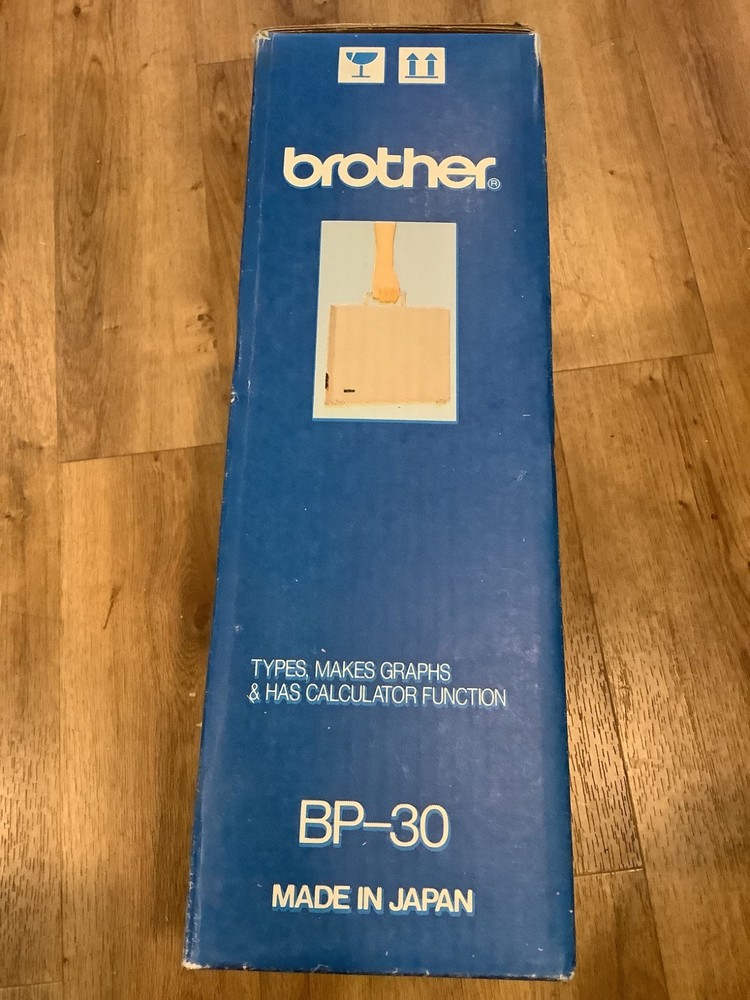 brother®
TYPES, MAKES GRAPHS
& HAS CALCULATOR FUNCTION
BP-30
MADE IN JAPAN